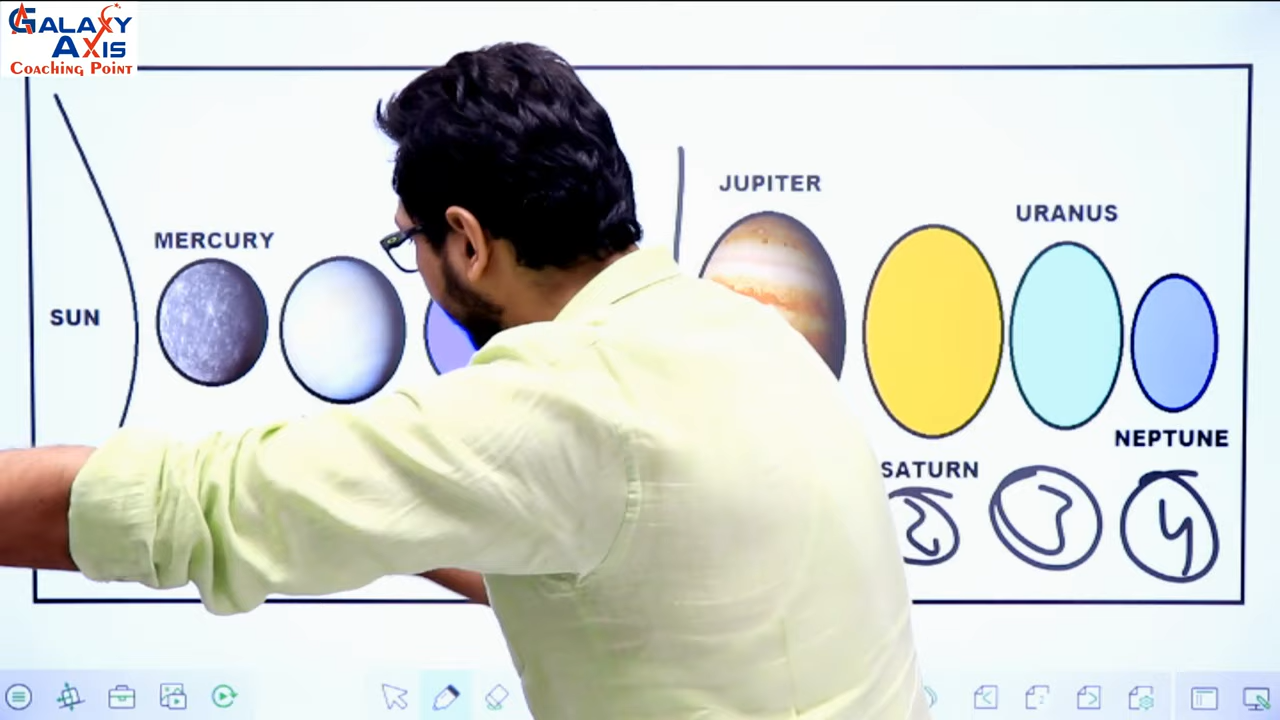 GALAXY
AXIS
COACHING POINT
JUPITER
URANUS
MERCURY
SUN
NEPTUNE
SATURN
2 3 4